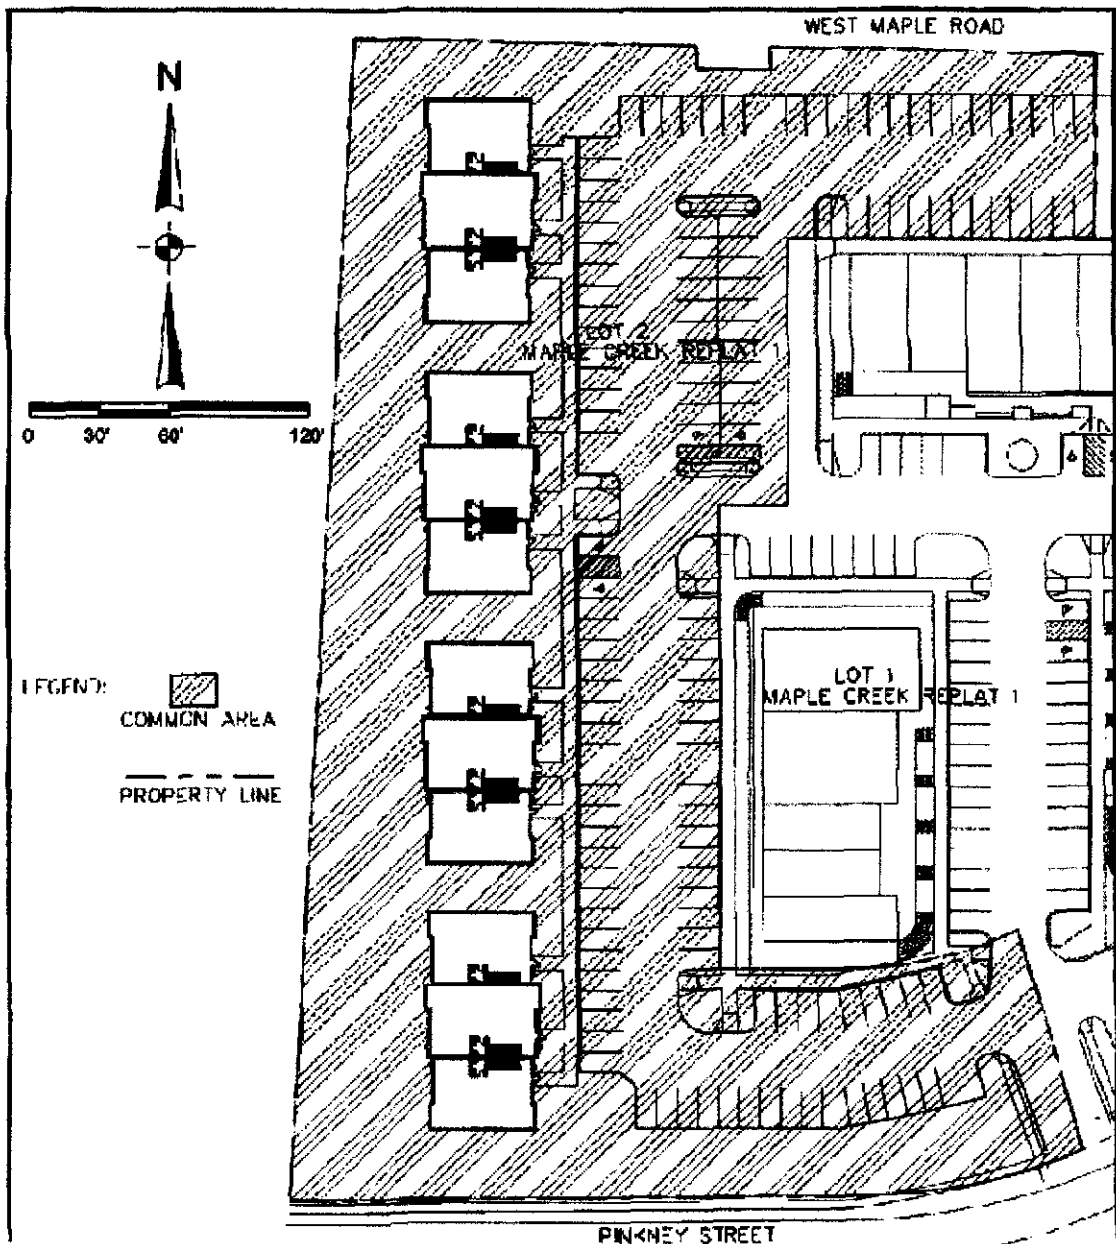 WEST MAPLE ROAD
N
LOT 2
MAPLE CREEK REPLAT 1
0 30' 60' 120'
LEGEND:
COMMON AREA
PROPERTY LINE
LOT 1
MAPLE CREEK REPLAT 1
PINKNEY STREET